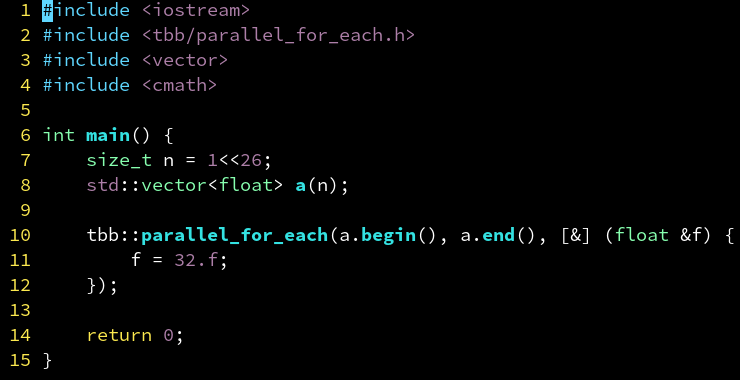 1 #include <iostream>
2 #include <tbb/parallel_for_each.h>
3 #include <vector>
4 #include <cmath>
5
6 int main() {
7     size_t n = 1<<26;
8     std::vector<float> a(n);
9
10     tbb::parallel_for_each(a.begin(), a.end(), [&] (float &f) {
11         f = 32.f;
12     });
13
14     return 0;
15 }